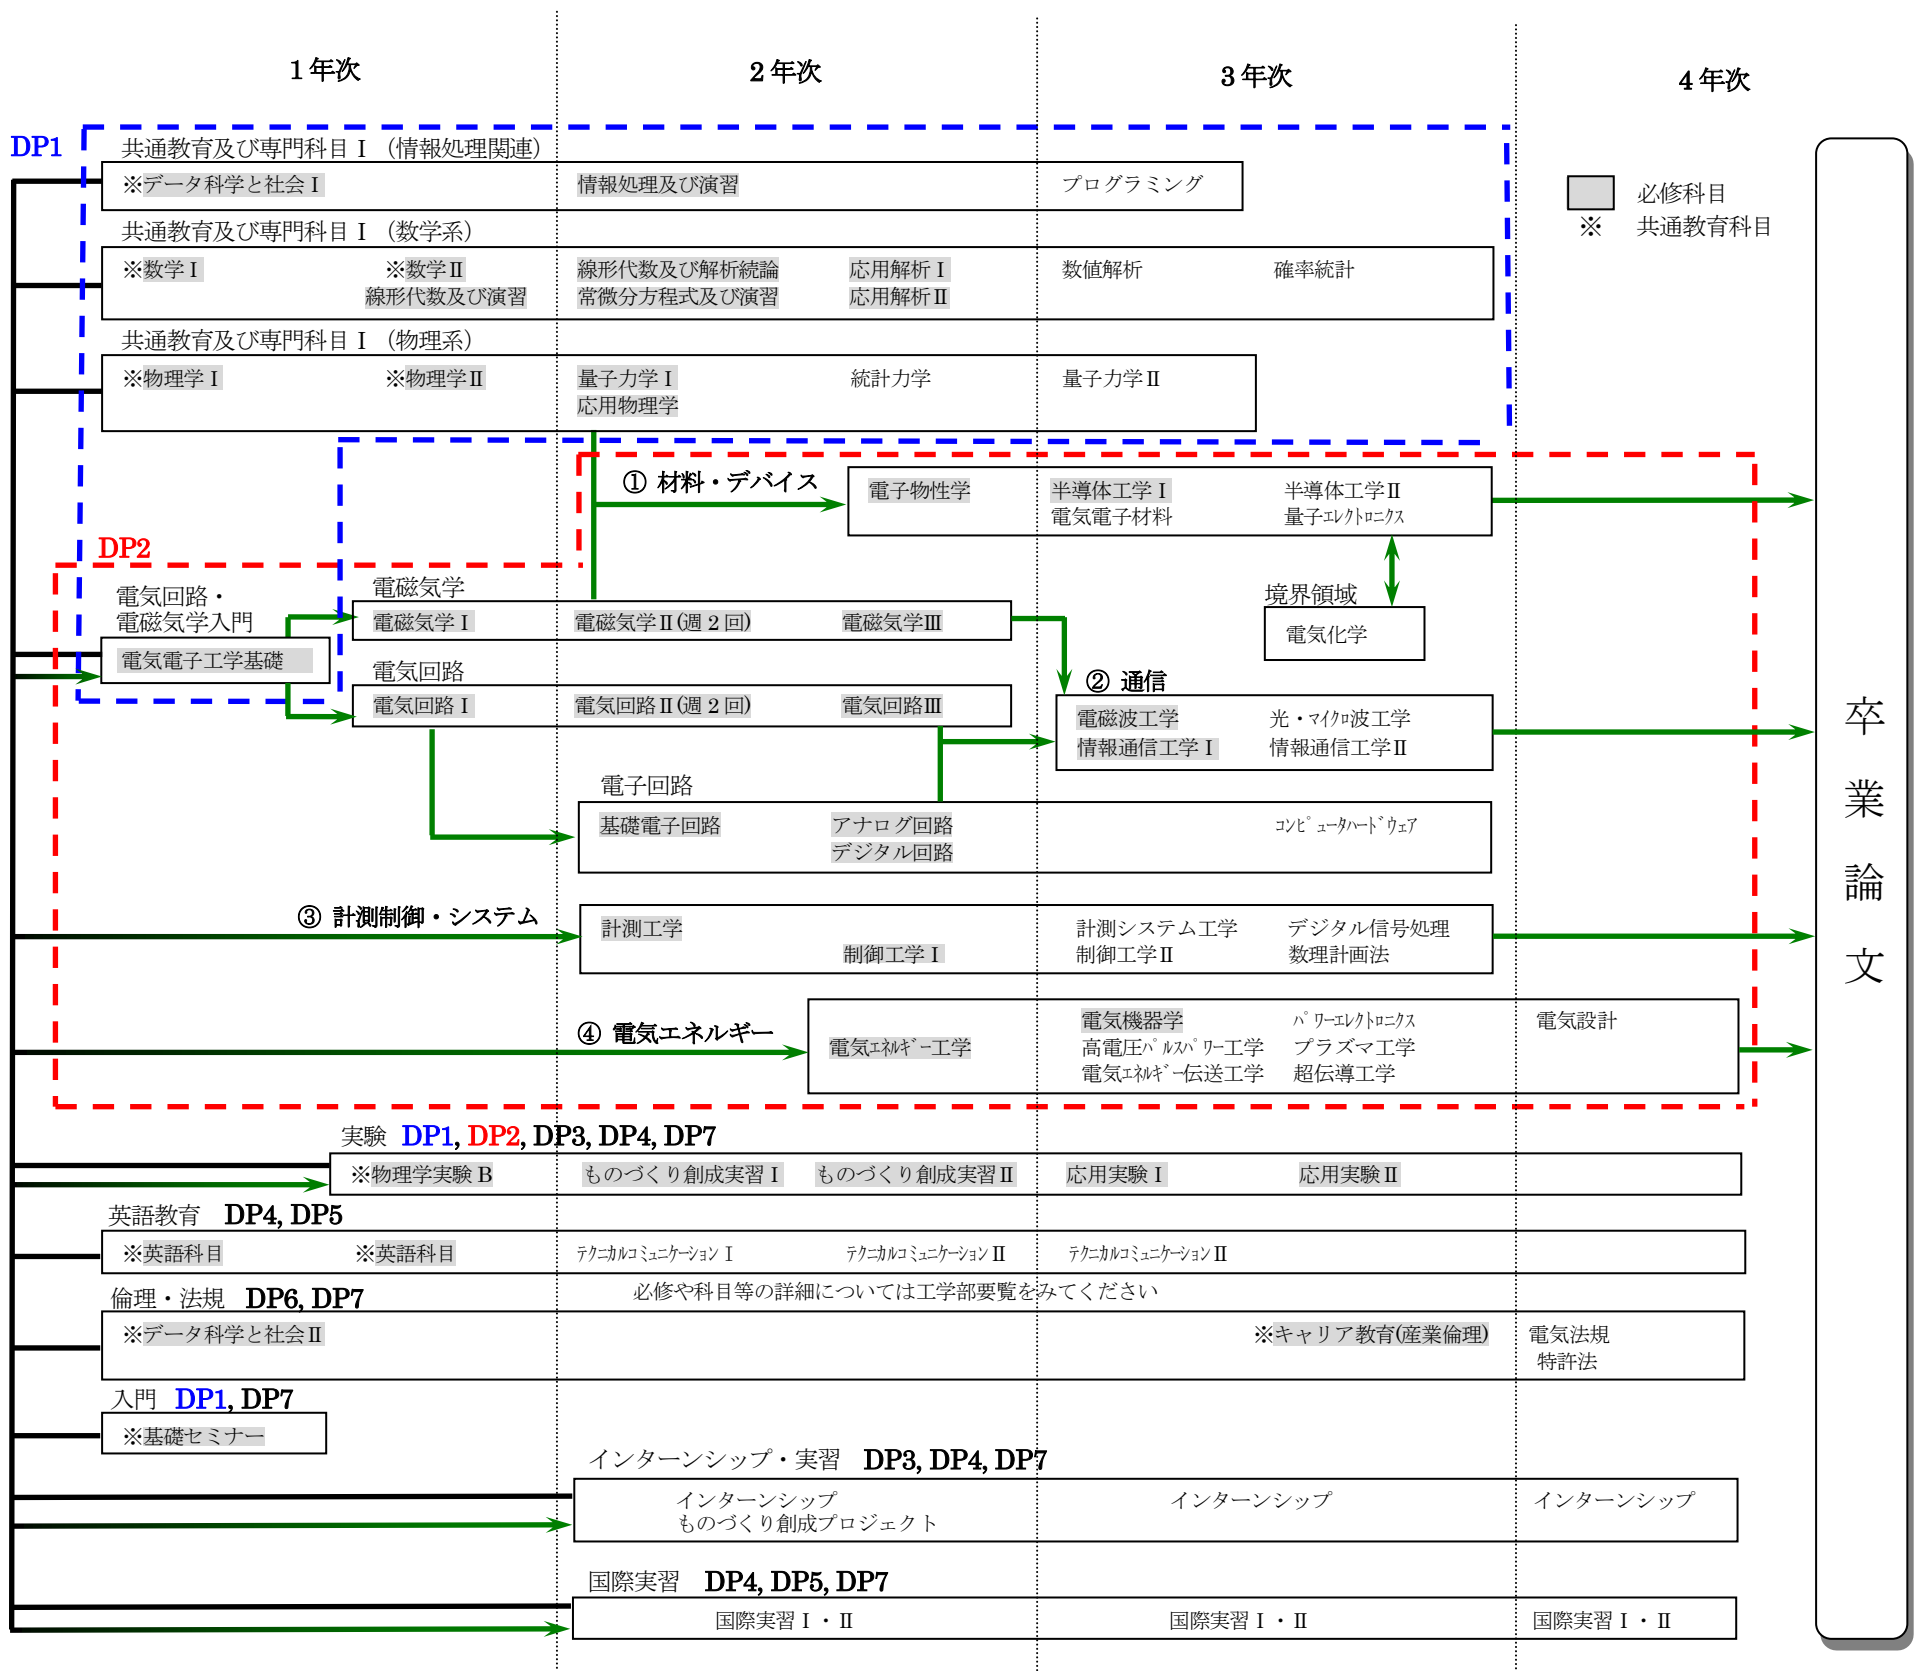 1年次
2年次
3年次
4年次
DP1
共通教育及び専門科目Ⅰ（情報処理関連）
※データ科学と社会Ⅰ 情報処理及び演習 プログラミング
必修科目
※ 共通教育科目
共通教育及び専門科目Ⅰ（数学系）
※数学Ⅰ ※数学Ⅱ 線形代数及び解析続論 応用解析Ⅰ 数値解析 確率統計
線形代数及び演習 常微分方程式及び演習 応用解析Ⅱ
共通教育及び専門科目Ⅰ（物理系）
※物理学Ⅰ ※物理学Ⅱ 量子力学Ⅰ 統計力学 量子力学Ⅱ
応用物理学
① 材料・デバイス
電子物性学 半導体工学Ⅰ 半導体工学Ⅱ
電気電子材料 量子ｴﾚｸﾄﾛﾆｸｽ
DP2
電気回路・
電磁気学入門
電気電子工学基礎
電磁気学
電磁気学Ⅰ 電磁気学Ⅱ(週2回) 電磁気学Ⅲ
境界領域
電気化学
電気回路
電気回路Ⅰ 電気回路Ⅱ(週2回) 電気回路Ⅲ
② 通信
電磁波工学 光・ﾏｲｸﾛ波工学
情報通信工学Ⅰ 情報通信工学Ⅱ
電子回路
基礎電子回路 アナログ回路 ｺﾝﾋﾟｭｰﾀﾊｰﾄﾞｳｪｱ
デジタル回路
③ 計測制御・システム
計測工学 計測システム工学 デジタル信号処理
制御工学Ⅰ 制御工学Ⅱ 数理計画法
④ 電気エネルギー
電気ｴﾈﾙｷﾞｰ工学
電気機器学 ﾊﾟﾜｰｴﾚｸﾄﾛﾆｸｽ 電気設計
高電圧ﾊﾟﾙｽﾊﾟﾜｰ工学 プラズマ工学
電気ｴﾈﾙｷﾞｰ伝送工学 超伝導工学
卒
業
論
文
実験 DP1, DP2, DP3, DP4, DP7
※物理学実験B ものづくり創成実習Ⅰ ものづくり創成実習Ⅱ 応用実験Ⅰ 応用実験Ⅱ
英語教育 DP4, DP5
※英語科目 ※英語科目 ﾃｸﾆｶﾙｺﾐｭﾆｹｰｼｮﾝⅠ ﾃｸﾆｶﾙｺﾐｭﾆｹｰｼｮﾝⅡ ﾃｸﾆｶﾙｺﾐｭﾆｹｰｼｮﾝⅡ
必修や科目等の詳細については工学部要覧をみてください
倫理・法規 DP6, DP7
※データ科学と社会Ⅱ ※キャリア教育(産業倫理) 電気法規
特許法
入門 DP1, DP7
※基礎セミナー
インターンシップ・実習 DP3, DP4, DP7
インターンシップ インターンシップ インターンシップ
ものづくり創成プロジェクト
国際実習 DP4, DP5, DP7
国際実習Ⅰ・Ⅱ 国際実習Ⅰ・Ⅱ 国際実習Ⅰ・Ⅱ